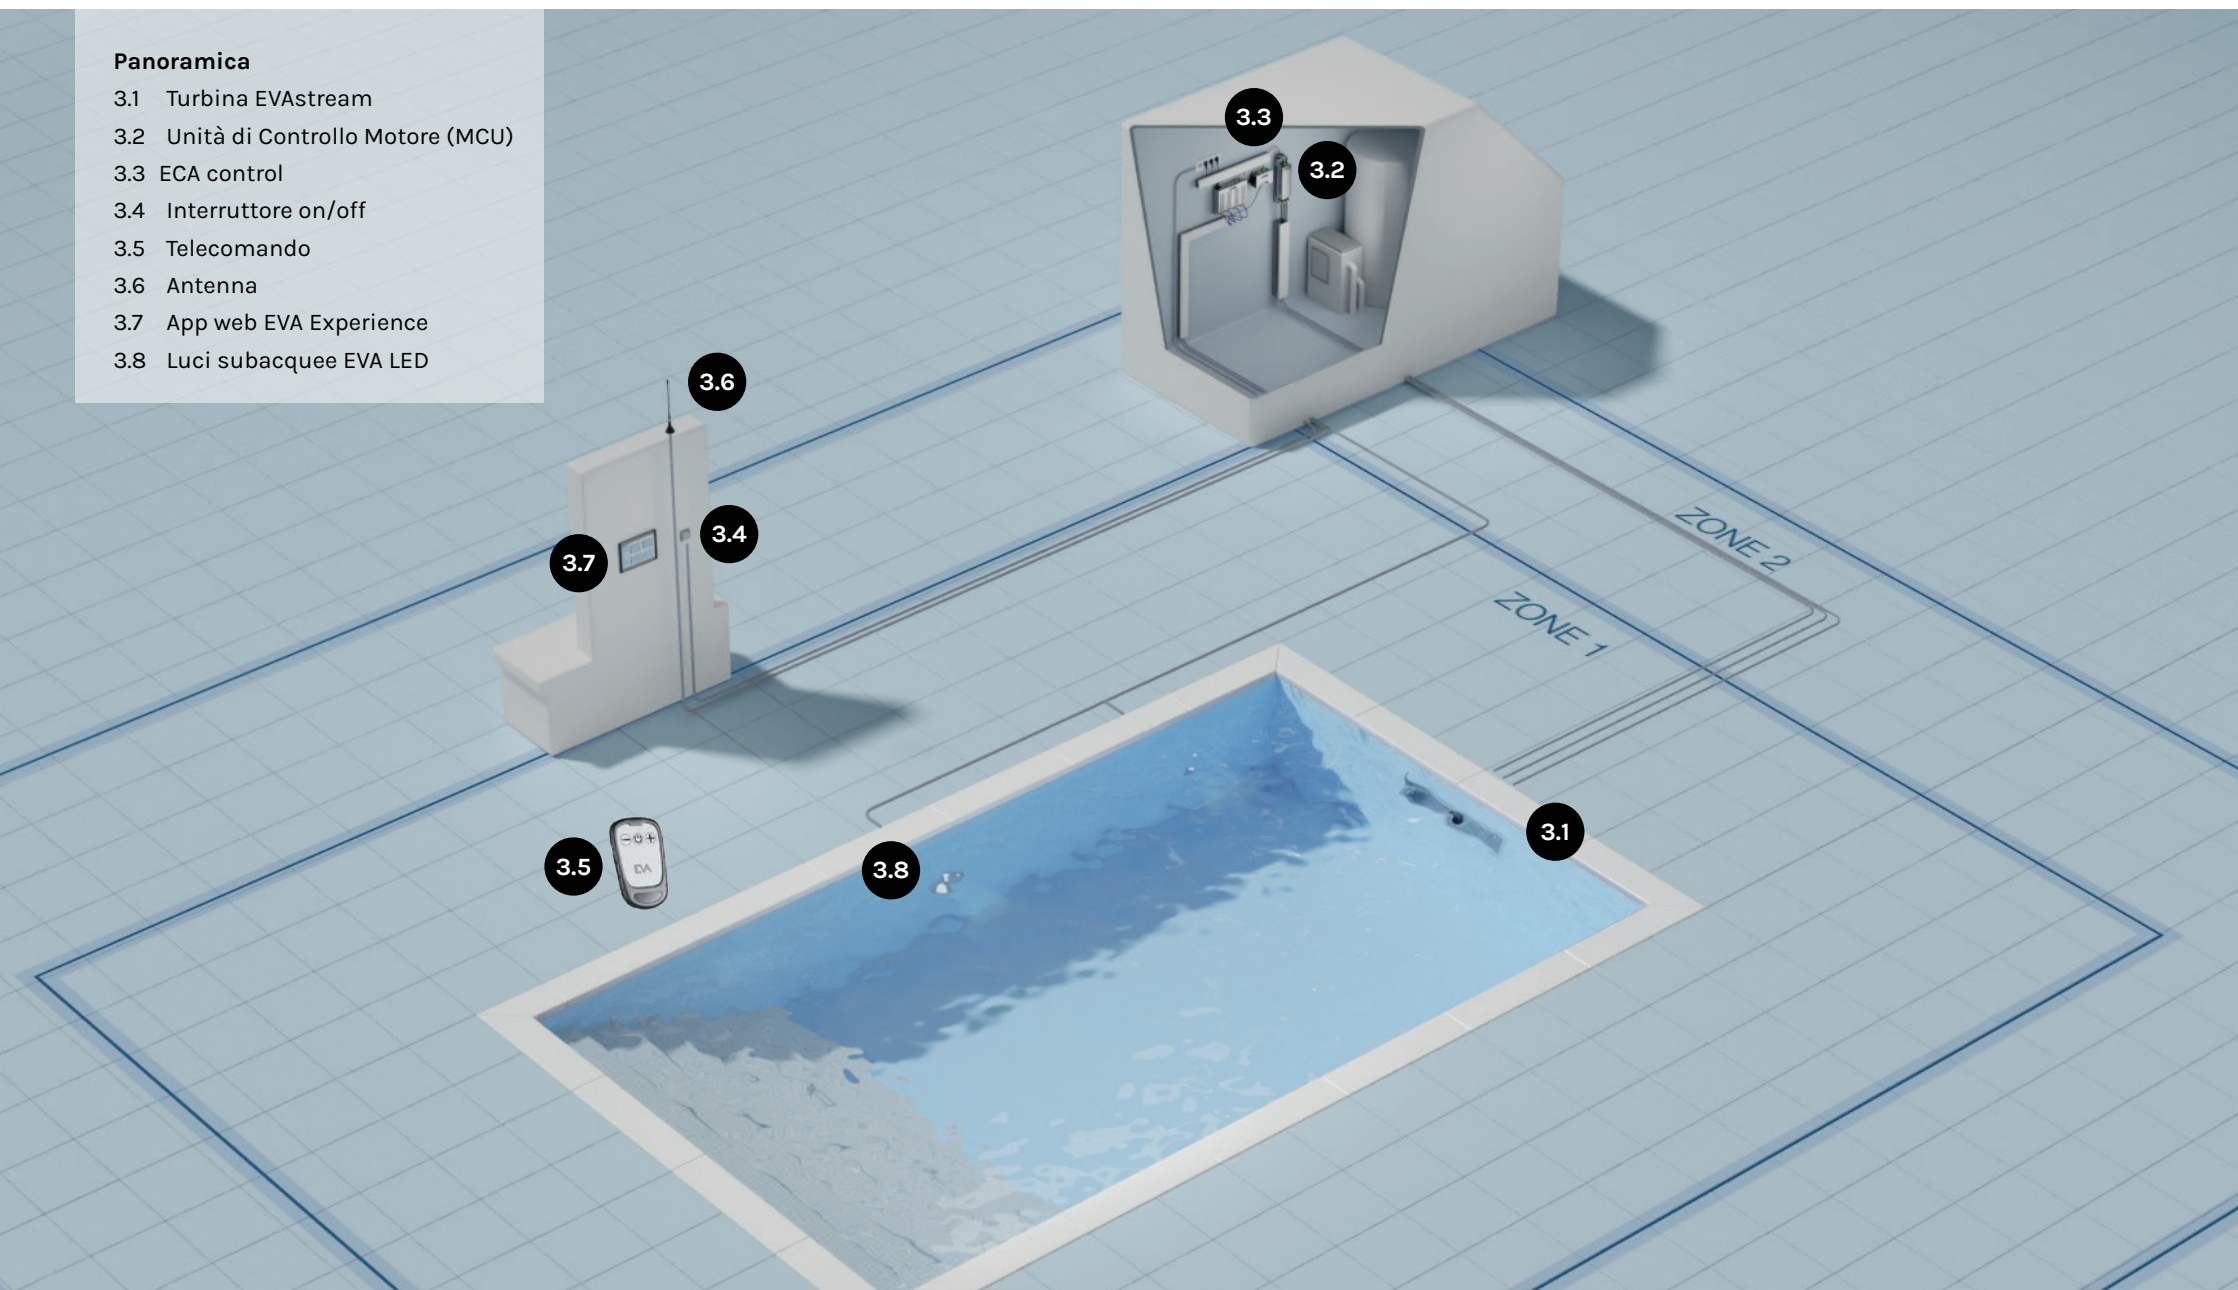 Panoramica
3.1 Turbina EVAstream
3.2 Unità di Controllo Motore (MCU)
3.3 ECA control
3.4 Interruttore on/off
3.5 Telecomando
3.6 Antenna
3.7 App web EVA Experience
3.8 Luci subacquee EVA LED
3.3
3.2
3.6
3.4
3.7
ZONE 2
ZONE 1
3.1
3.5
EVA
3.8